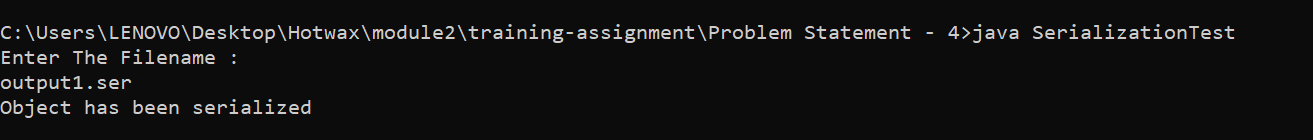 C:\Users\LENOVO\Desktop\Hotwax\module2\training-assignment\Problem Statement - 4>java SerializationTest
Enter The Filename :
output1.ser
Object has been serialized